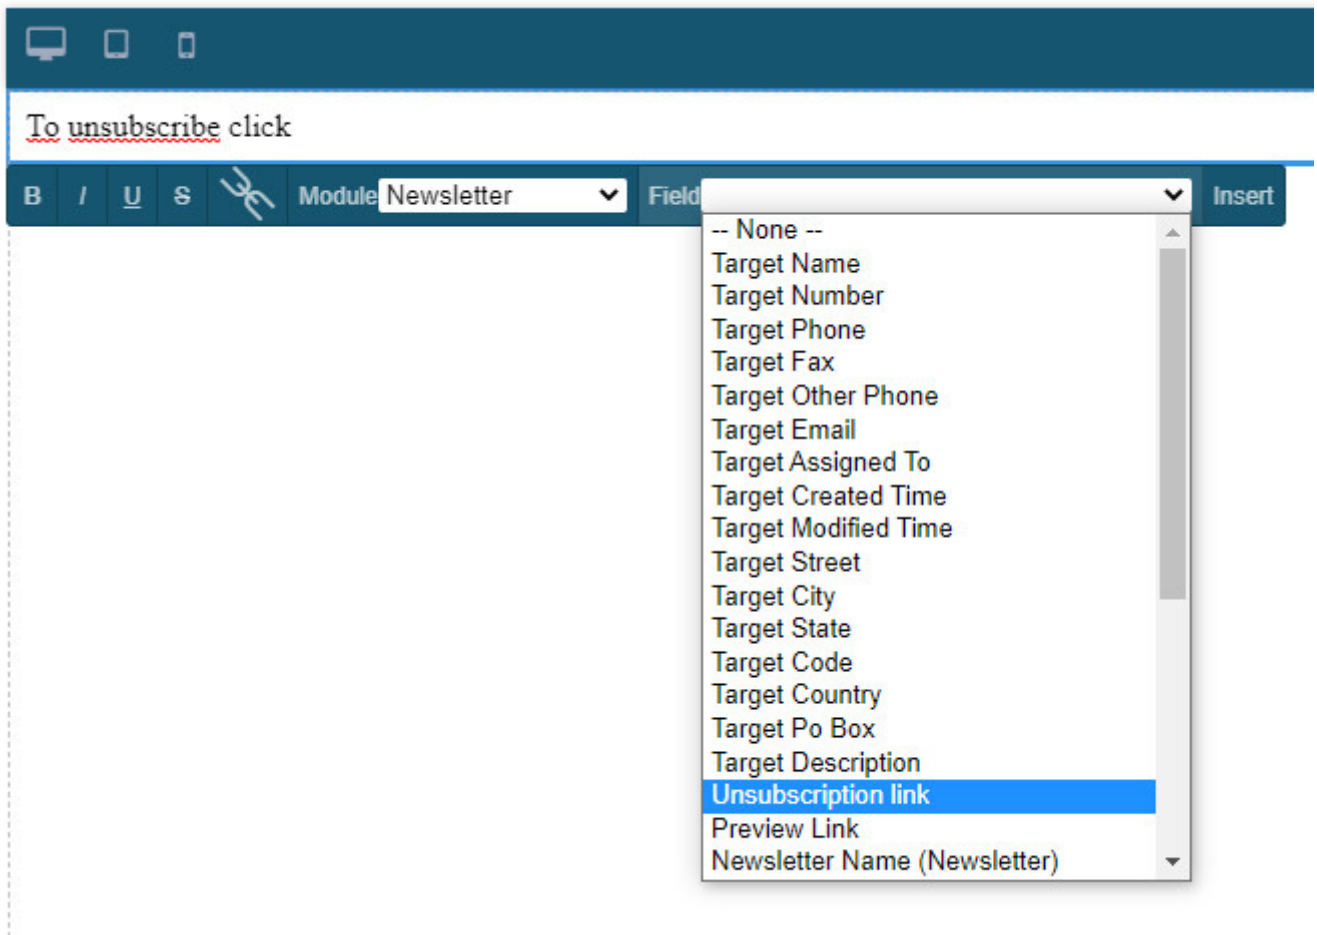 To unsubscribe click
B I U S Module Newsletter Field Insert
-- None --
Target Name
Target Number
Target Phone
Target Fax
Target Other Phone
Target Email
Target Assigned To
Target Created Time
Target Modified Time
Target Street
Target City
Target State
Target Code
Target Country
Target Po Box
Target Description
Unsubscription link
Preview Link
Newsletter Name (Newsletter)